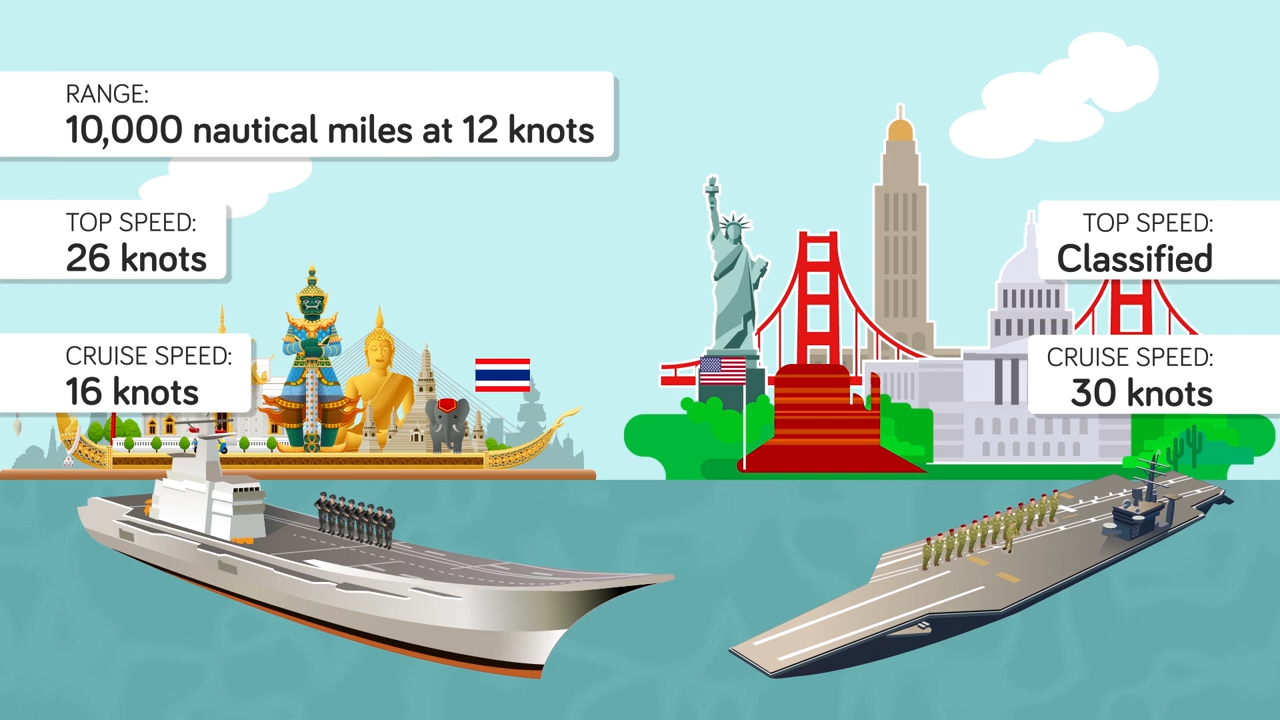 RANGE:
10,000 nautical miles at 12 knots
TOP SPEED:
26 knots
CRUISE SPEED:
16 knots
TOP SPEED:
Classified
CRUISE SPEED:
30 knots